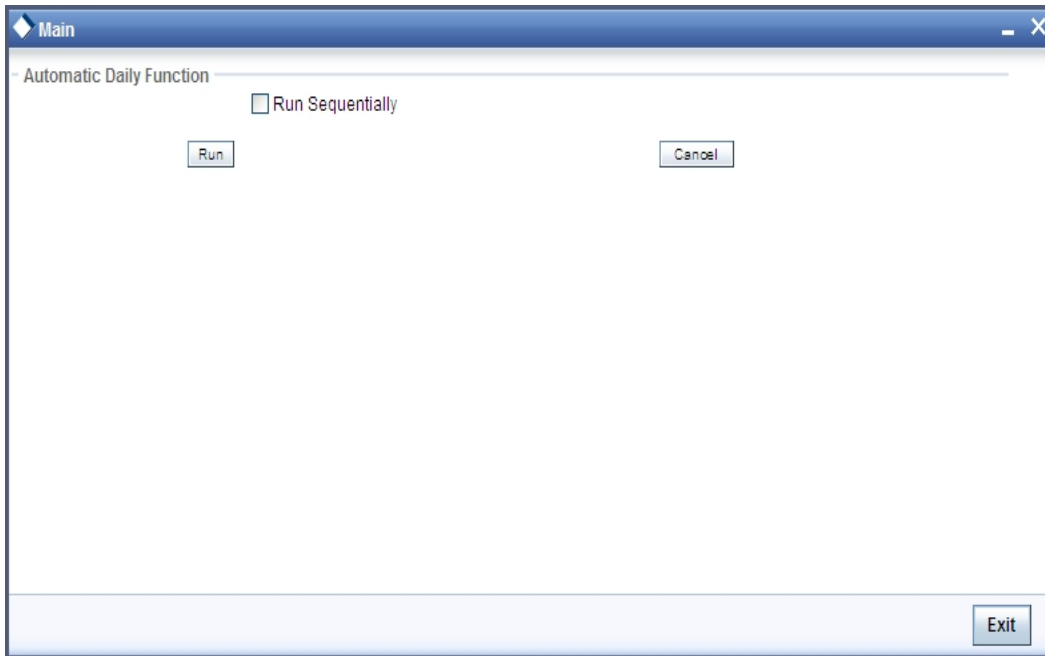 Main
Automatic Daily Function
Run Sequentially
Run Cancel
Exit